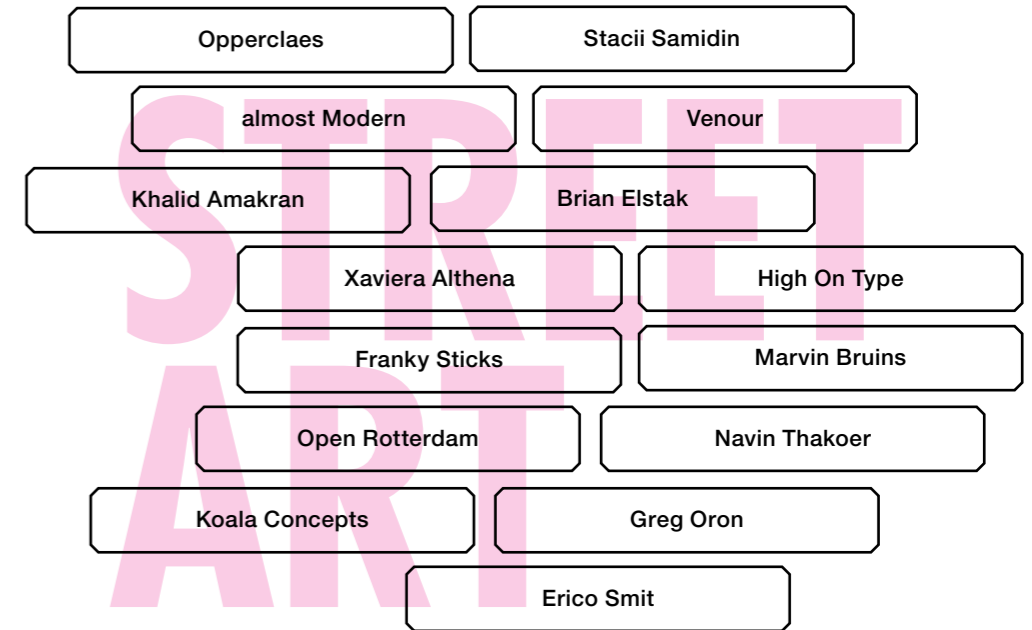 Opperclaes
Stacii Samidin
almost Modern
Venour
Khalid Amakran
Brian Elstak
Xaviera Althena
High On Type
Franky Sticks
Marvin Bruins
Open Rotterdam
Navin Thakoer
Koala Concepts
Greg Oron
Erico Smit
STREET
ART